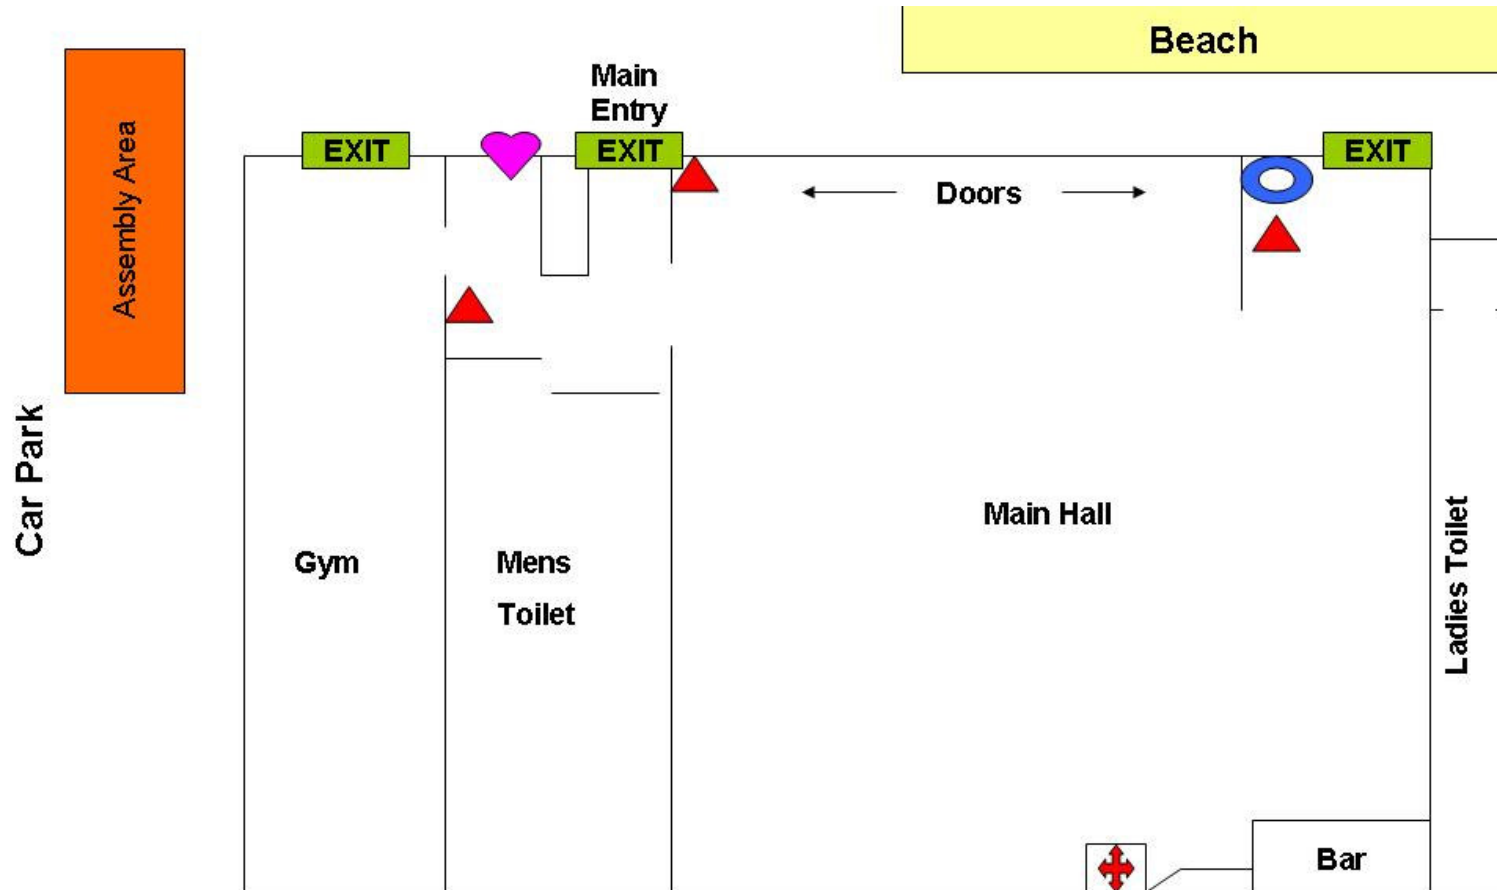 Beach
Main
Entry
EXIT
EXIT
EXIT
Assembly Area
Doors
Car Park
Main Hall
Gym
Mens
Toilet
Ladies Toilet
Bar